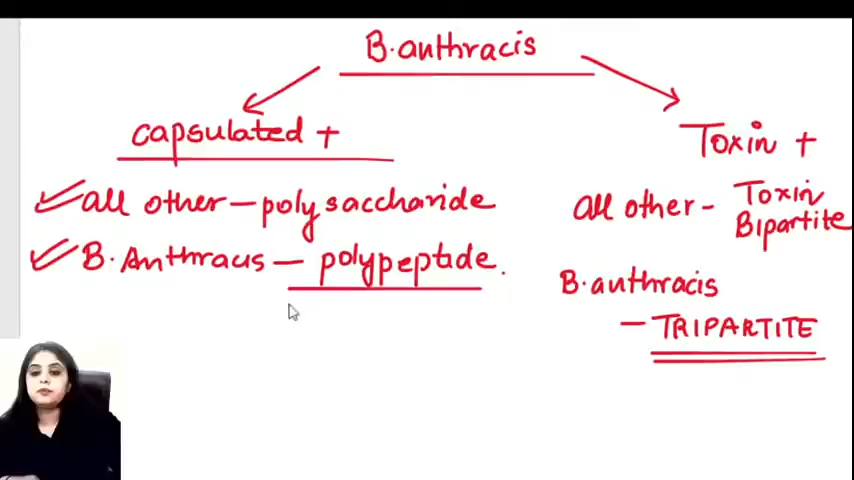 B.anthracis
capsulated +
all other - polysaccharide
B. Anthracis - polypeptide.
Toxin +
All other - Toxin
Bipartite
B.anthracis
- TRIPARTITE